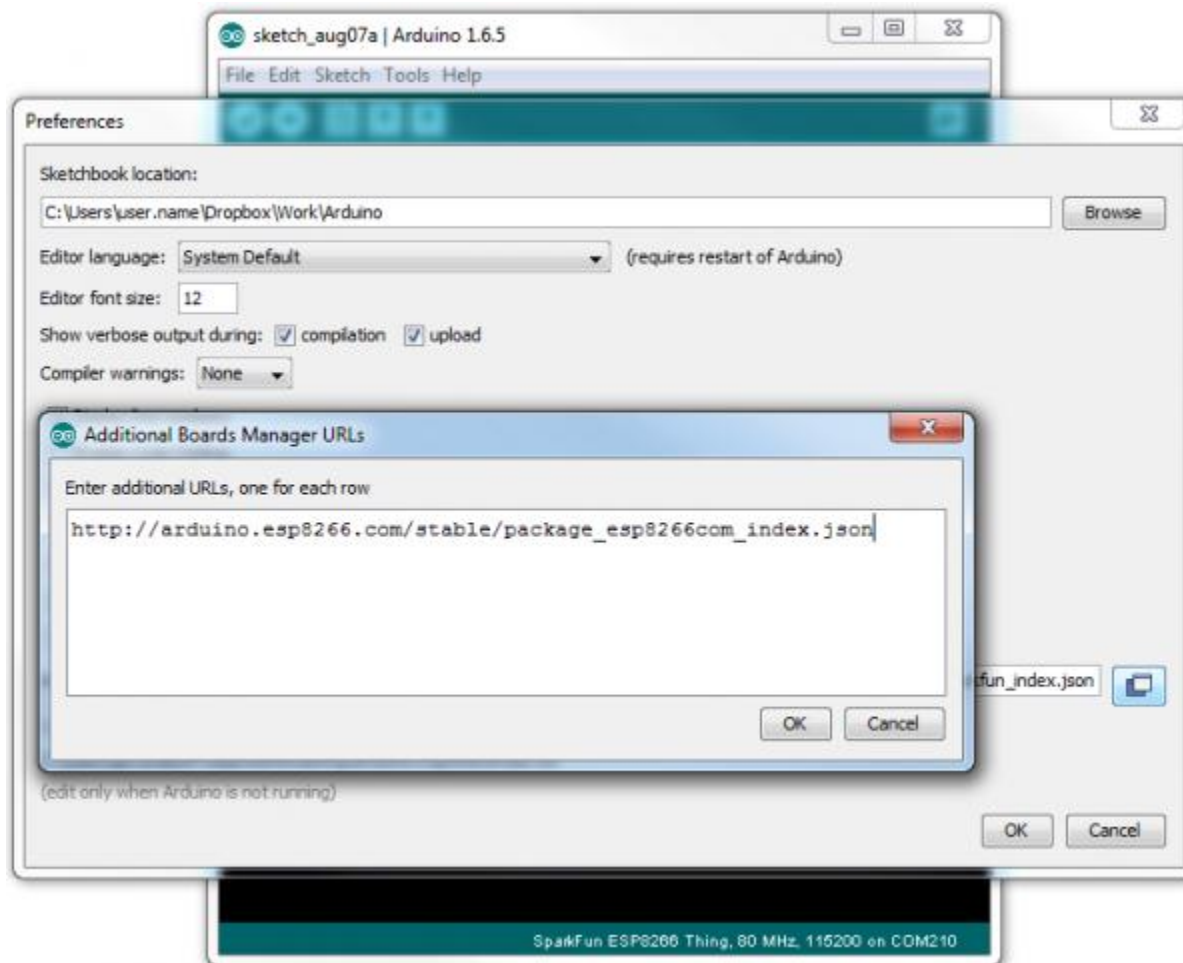 sketch_aug07a | Arduino 1.6.5
File Edit Sketch Tools Help
Preferences
Sketchbook location:
C:\Users\user.name\Dropbox\Work\Arduino
Browse
Editor language: System Default (requires restart of Arduino)
Editor font size: 12
Show verbose output during: compilation upload
Compiler warnings: None
Additional Boards Manager URLs
Enter additional URLs, one for each row
http://arduino.esp8266.com/stable/package_esp8266com_index.json
fun_index.json
OK Cancel
(edit only when Arduino is not running)
OK Cancel
SparkFun ESP8266 Thing, 80 MHz, 115200 on COM210